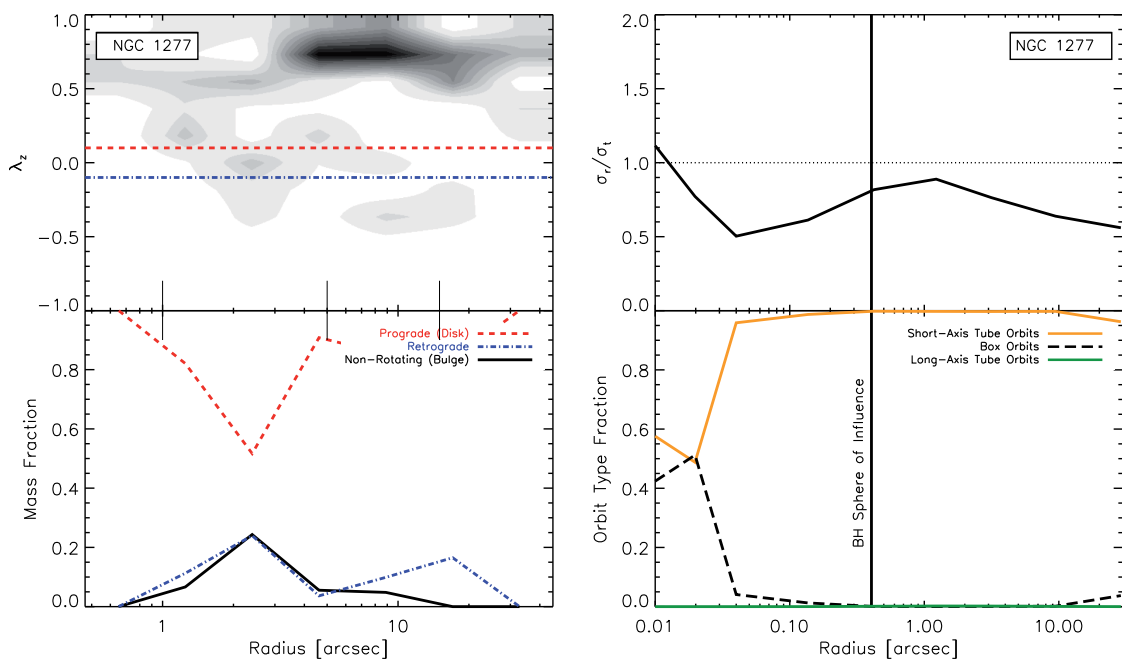 NGC 1277
1.0
0.5
0.0
−0.5
−1.0
λz
Prograde (Disk)
Retrograde
Non-Rotating (Bulge)
0.8
0.6
0.4
0.2
0.0
Mass Fraction
1
10
Radius [arcsec]
2.0
NGC 1277
1.5
1.0
0.5
0.0
σr/σt
Short-Axis Tube Orbits
Box Orbits
Long-Axis Tube Orbits
0.8
0.6
0.4
0.2
0.0
Orbit Type Fraction
BH Sphere of Influence
0.01
0.10
1.00
10.00
Radius [arcsec]